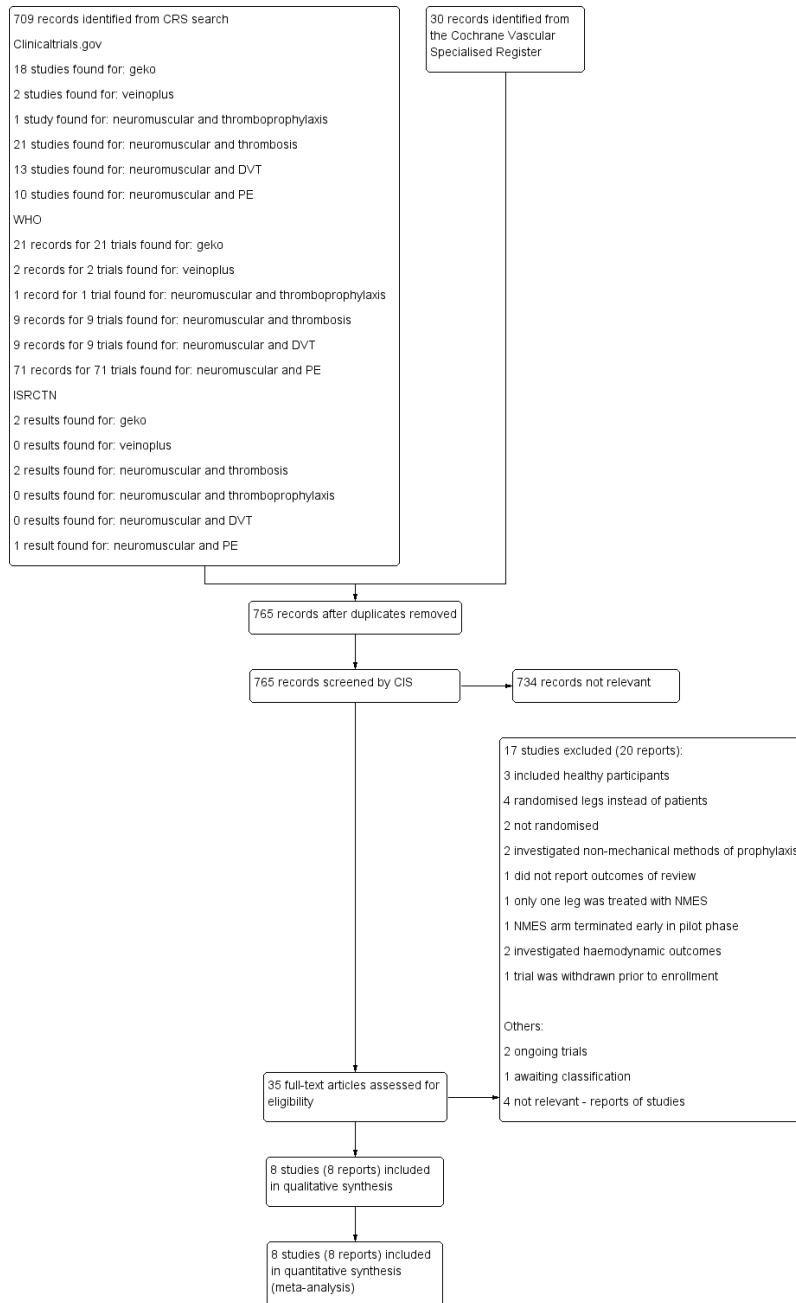 709 records identified from CRS search
Clinicaltrials.gov
18 studies found for: geko
2 studies found for: veinoplus
1 study found for: neuromuscular and thromboprophylaxis
21 studies found for: neuromuscular and thrombosis
13 studies found for: neuromuscular and DVT
10 studies found for: neuromuscular and PE
WHO
21 records for 21 trials found for: geko
2 records for 2 trials found for: veinoplus
1 record for 1 trial found for: neuromuscular and thromboprophylaxis
9 records for 9 trials found for: neuromuscular and thrombosis
9 records for 9 trials found for: neuromuscular and DVT
71 records for 71 trials found for: neuromuscular and PE
ISRCTN
2 results found for: geko
0 results found for: veinoplus
2 results found for: neuromuscular and thrombosis
0 results found for: neuromuscular and thromboprophylaxis
0 results found for: neuromuscular and DVT
1 result found for: neuromuscular and PE
30 records identified from
the Cochrane Vascular
Specialised Register
765 records after duplicates removed
765 records screened by CIS
734 records not relevant
17 studies excluded (20 reports):
3 included healthy participants
4 randomised legs instead of patients
2 not randomised
2 investigated non-mechanical methods of prophylaxis
1 did not report outcomes of review
1 only one leg was treated with NMES
1 NMES arm terminated early in pilot phase
2 investigated haemodynamic outcomes
1 trial was withdrawn prior to enrollment
Others:
2 ongoing trials
1 awaiting classification
4 not relevant - reports of studies
35 full-text articles assessed for
eligibility
8 studies (8 reports) included
in qualitative synthesis
8 studies (8 reports) included
in quantitative synthesis
(meta-analysis)